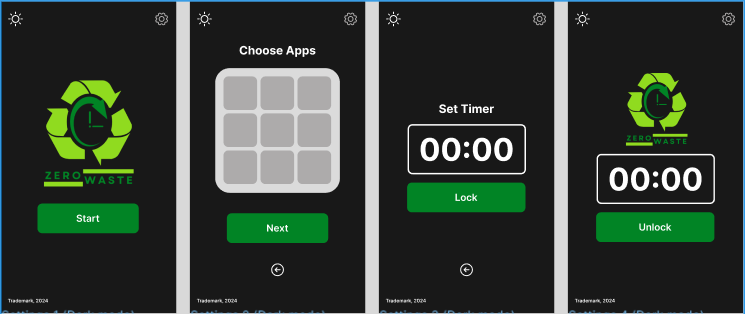 ZERO
WASTE
Start
Trademark, 2024
Choose Apps
Next
Trademark, 2024
Set Timer
00:00
Lock
Trademark, 2024
ZERO
WASTE
00:00
Unlock
Trademark, 2024